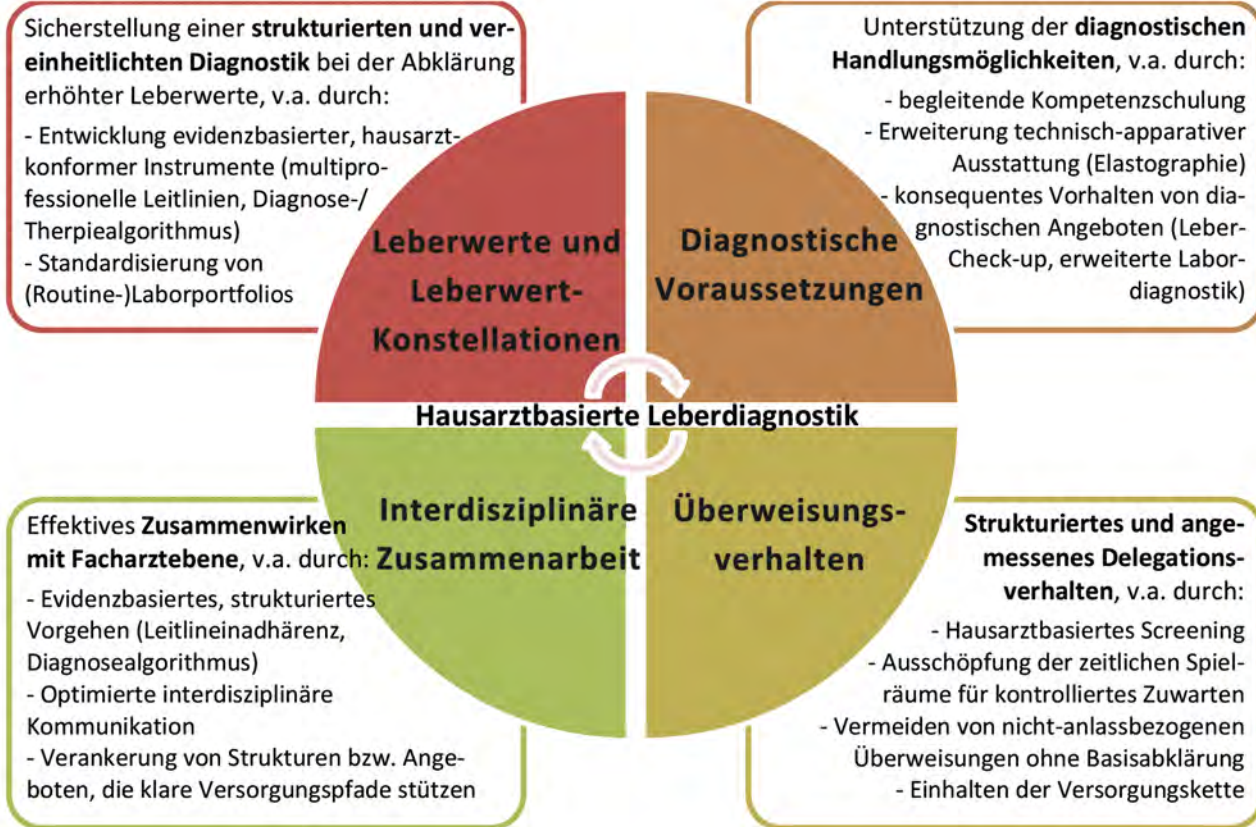 Sicherstellung einer strukturierten und ver-
einheitlichten Diagnostik bei der Abklärung
erhöhter Leberwerte, v.a. durch:
- Entwicklung evidenzbasierter, hausarzt-
konformer Instrumente (multipro-
fessionelle Leitlinien, Diagnose-/
Therpiealgorithmus)
- Standardisierung von
(Routine-)Laborportfolios
Unterstützung der diagnostischen
Handlungsmöglichkeiten, v.a. durch:
- begleitende Kompetenzschulung
- Erweiterung technisch-apparativer
Ausstattung (Elastographie)
- konsequentes Vorhalten von dia-
gnostischen Angeboten (Leber-
Check-up, erweiterte Labor-
diagnostik)
Leberwerte und
Leberwert-
Konstellationen
Diagnostische
Voraussetzungen
Hausarztbasierte Leberdiagnostik
Interdisziplinäre
Zusammenarbeit
Überweisungs-
verhalten
Effektives Zusammenwirken
mit Facharztebene, v.a. durch:
- Evidenzbasiertes, strukturiertes
Vorgehen (Leitlineinadhärenz,
Diagnosealgorithmus)
- Optimierte interdisziplinäre
Kommunikation
- Verankerung von Strukturen bzw. Ange-
boten, die klare Versorgungspfade stützen
Strukturiertes und ange-
messenes Delegations-
verhalten, v.a. durch:
- Hausarztbasiertes Screening
- Ausschöpfung der zeitlichen Spiel-
räume für kontrolliertes Zuwarten
- Vermeiden von nicht-anlassbezogenen
Überweisungen ohne Basisabklärung
- Einhalten der Versorgungskette